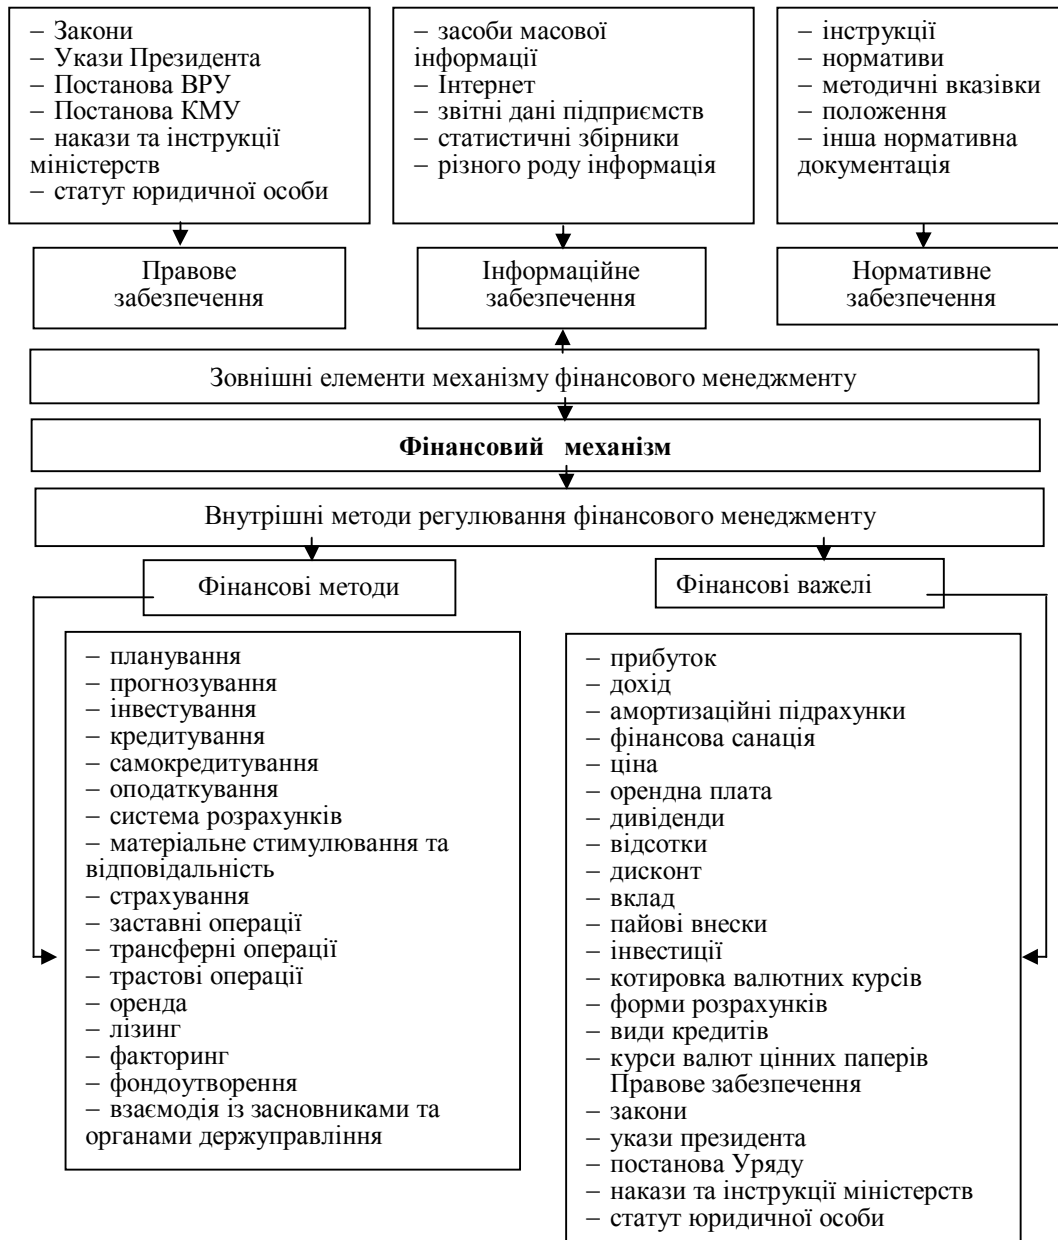 – Закони
– Укази Президента
– Постанова ВРУ
– Постанова КМУ
– накази та інструкції
міністерств
– статут юридичної особи
– засоби масової
інформації
– Інтернет
– звітні дані підприємств
– статистичні збірники
– різного роду інформація
– інструкції
– нормативи
– методичні вказівки
– положення
– інша нормативна
документація
Правове
забезпечення
Інформаційне
забезпечення
Нормативне
забезпечення
Зовнішні елементи механізму фінансового менеджменту
Фінансовий механізм
Внутрішні методи регулювання фінансового менеджменту
Фінансові методи
Фінансові важелі
– планування
– прогнозування
– інвестування
– кредитування
– самокредитування
– оподаткування
– система розрахунків
– матеріальне стимулювання та
відповідальність
– страхування
– заставні операції
– трансферні операції
– трастові операції
– оренда
– лізинг
– факторинг
– фондоутворення
– взаємодія із засновниками та
органами держуправління
– прибуток
– дохід
– амортизаційні підрахунки
– фінансова санація
– ціна
– орендна плата
– дивіденди
– відсотки
– дисконт
– вклад
– пайові внески
– інвестиції
– котировка валютних курсів
– форми розрахунків
– види кредитів
– курси валют цінних паперів
Правове забезпечення
– закони
– укази президента
– постанова Уряду
– накази та інструкції міністерств
– статут юридичної особи